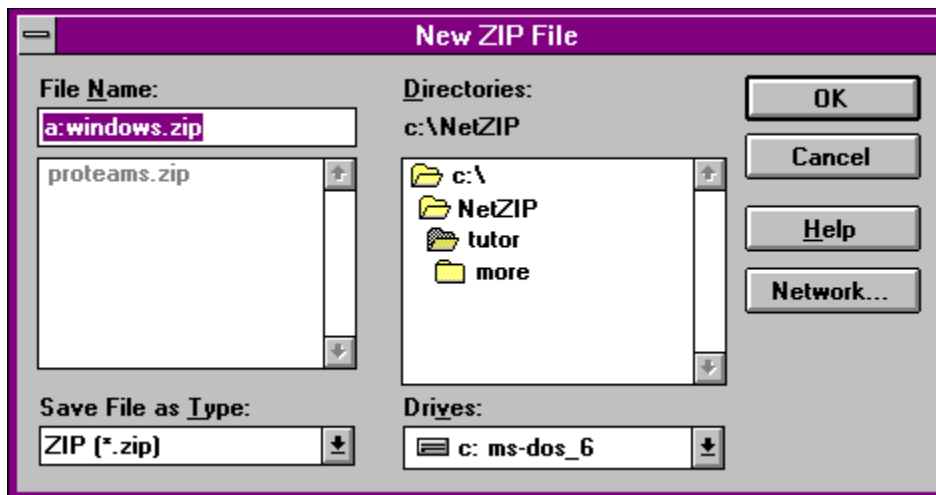 New ZIP File
File Name:
a:windows.zip
proteams.zip
Save File as Type:
ZIP (*.zip)
Directories:
c:\NetZIP
c:\
NetZIP
tutor
more
Drives:
c: ms-dos_6
OK
Cancel
Help
Network...